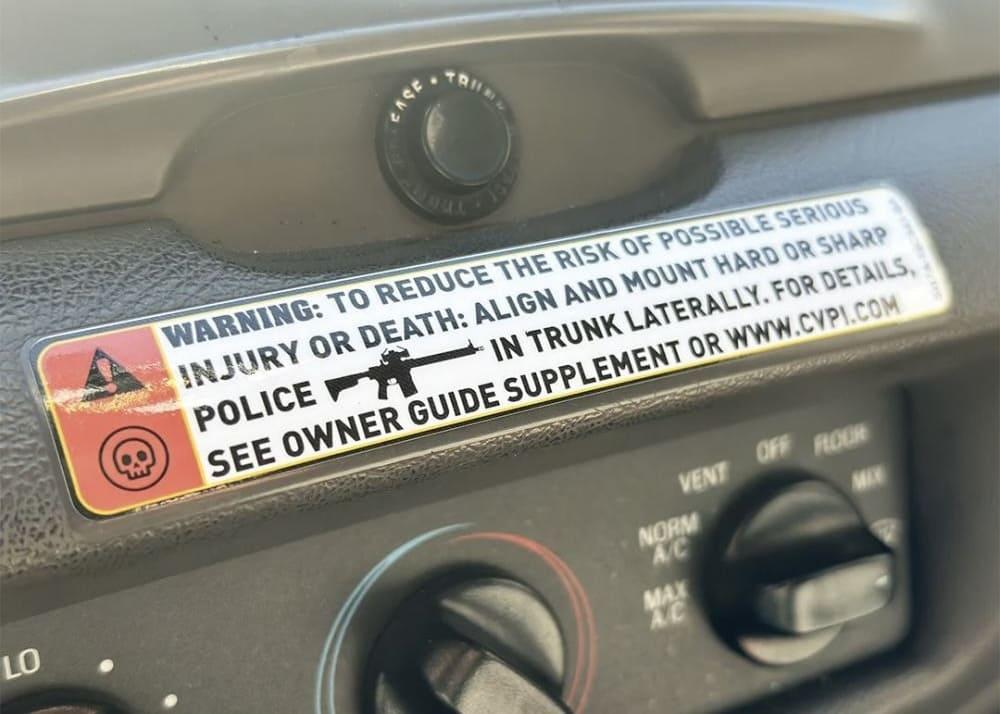 TRUNK
WARNING: TO REDUCE THE RISK OF POSSIBLE SERIOUS
INJURY OR DEATH: ALIGN AND MOUNT HARD OR SHARP
POLICE IN TRUNK LATERALLY. FOR DETAILS,
SEE OWNER GUIDE SUPPLEMENT OR WWW.CVPI.COM
OFF FLOOR
VENT MIX
NORM
A/C
MAX
A/C
LO